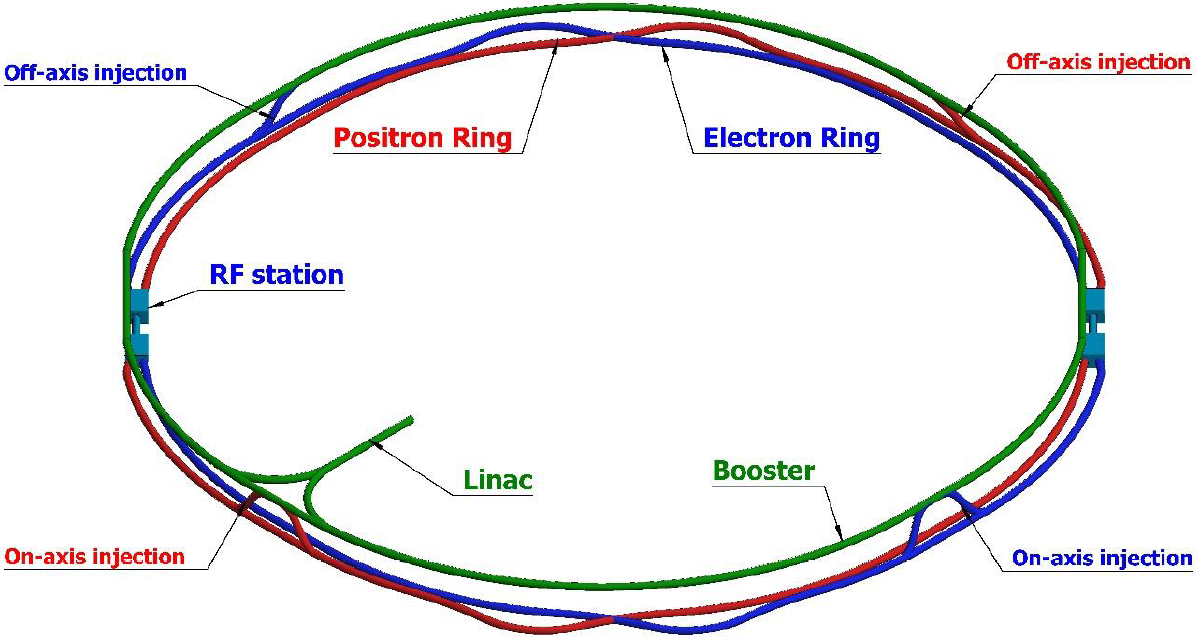 Off-axis injection
Off-axis injection
Positron Ring
Electron Ring
RF station
Linac
Booster
On-axis injection
On-axis injection